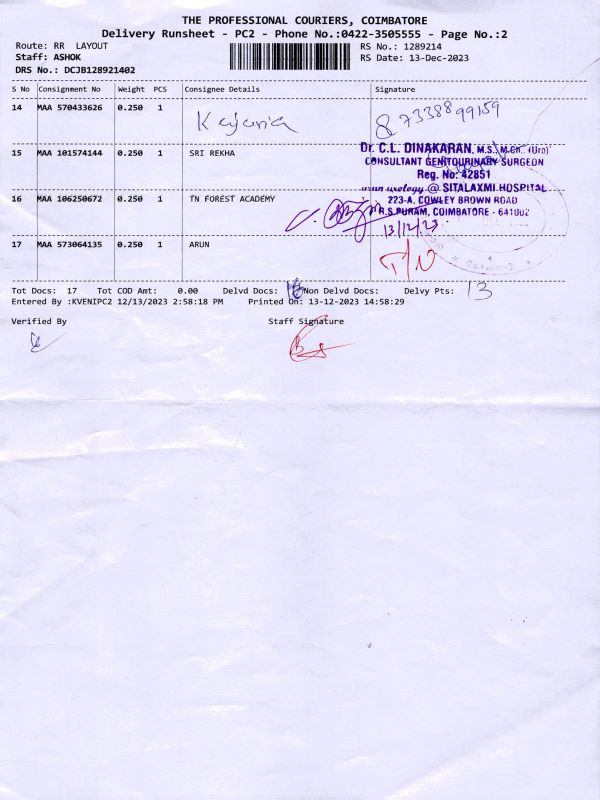 THE PROFESSIONAL COURIERS, COIMBATORE
Delivery Runsheet - PC2 - Phone No.:0422-3505555 - Page No.:2
Route: RR LAYOUT RS No.: 1289214
Staff: ASHOK RS Date: 13-Dec-2023
DRS No.: DCJB128921402
S No Consignment No Weight PCS Consignee Details Signature
14 MAA 570433626 0.250 1
87338899159
15 MAA 101574144 0.250 1 SRI REKHA
Dr. C.L. DINAKARAN, M.S., M.Ch. (Uro)
CONSULTANT GENITOURINARY SURGEON
Reg. No: 42851
@ SITALAXMI HOSPITAL
16 MAA 106250672 0.250 1 TN FOREST ACADEMY
223-A, COWLEY BROWN ROAD
R.S.PURAM, COIMBATORE - 641002
13/12/23
17 MAA 573064135 0.250 1 ARUN
Tot Docs: 17 Tot COD Amt: 0.00 Delvd Docs: Non Delvd Docs: Delvy Pts: 13
Entered By :KVENIPC2 12/13/2023 2:58:18 PM Printed On: 13-12-2023 14:58:29
Verified By Staff Signature